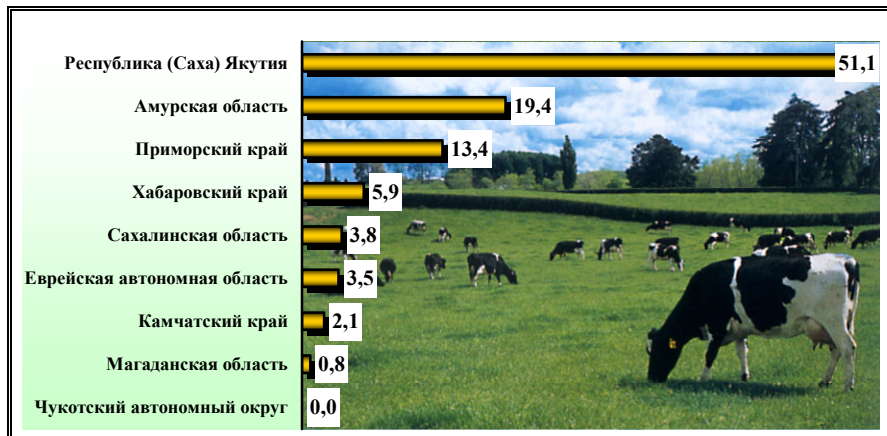 Республика (Саха) Якутия 51,1
Амурская область 19,4
Приморский край 13,4
Хабаровский край 5,9
Сахалинская область 3,8
Еврейская автономная область 3,5
Камчатский край 2,1
Магаданская область 0,8
Чукотский автономный округ 0,0